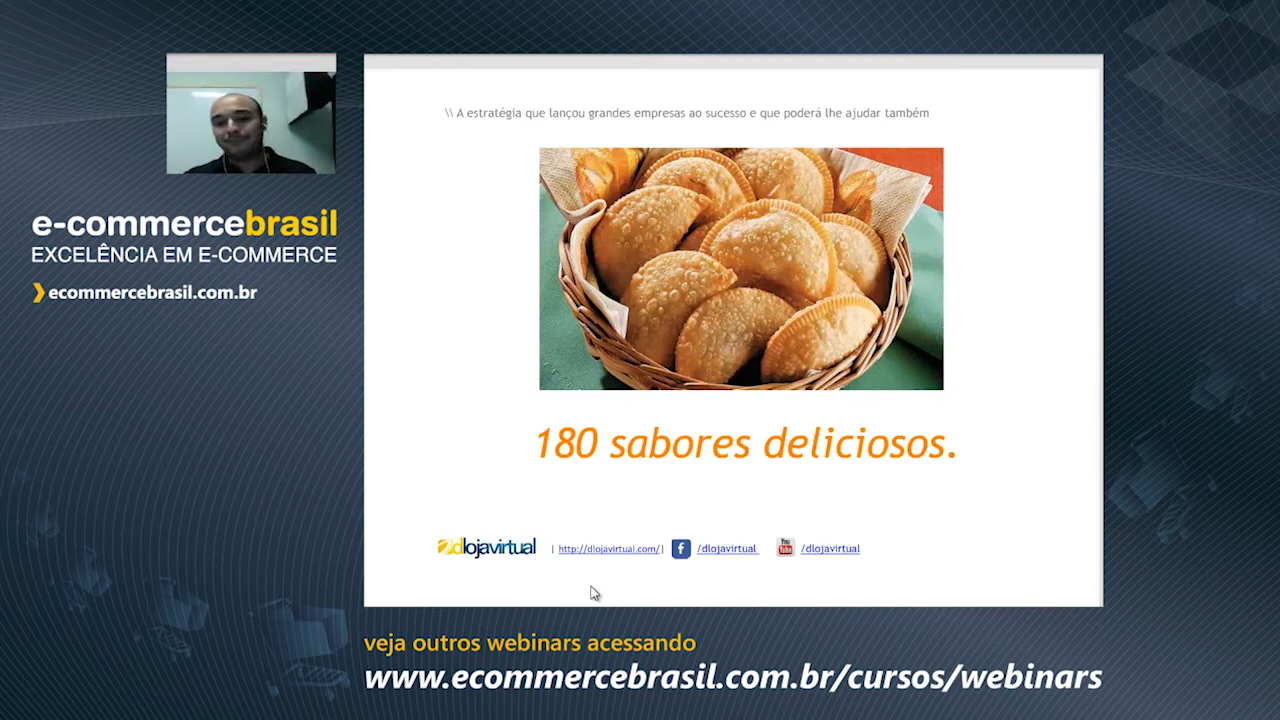 \\ A estratégia que lançou grandes empresas ao sucesso e que poderá lhe ajudar também
e-commercebrasil
EXCELÊNCIA EM E-COMMERCE
ecommercebrasil.com.br
180 sabores deliciosos.
dlojavirtual | http://dlojavirtual.com/ | f /dlojavirtual You Tube /dlojavirtual
veja outros webinars acessando
www.ecommercebrasil.com.br/cursos/webinars